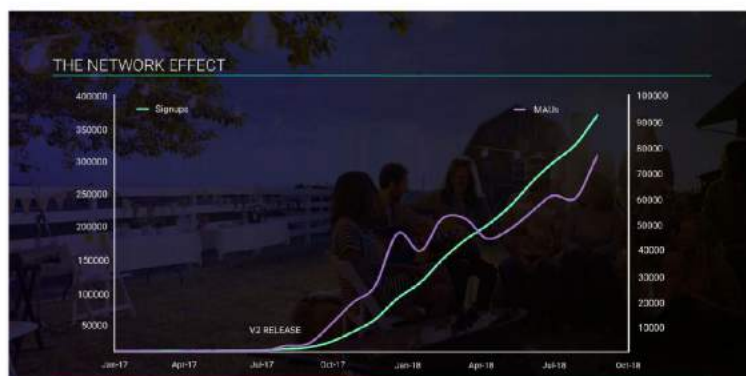 THE NETWORK EFFECT
400000
350000
300000
250000
200000
150000
100000
50000
Signups
MAUs
100000
90000
80000
70000
60000
50000
40000
30000
20000
10000
V2 RELEASE
Jan-17
Apr-17
Jul-17
Oct-17
Jan-18
Apr-18
Jul-18
Oct-18